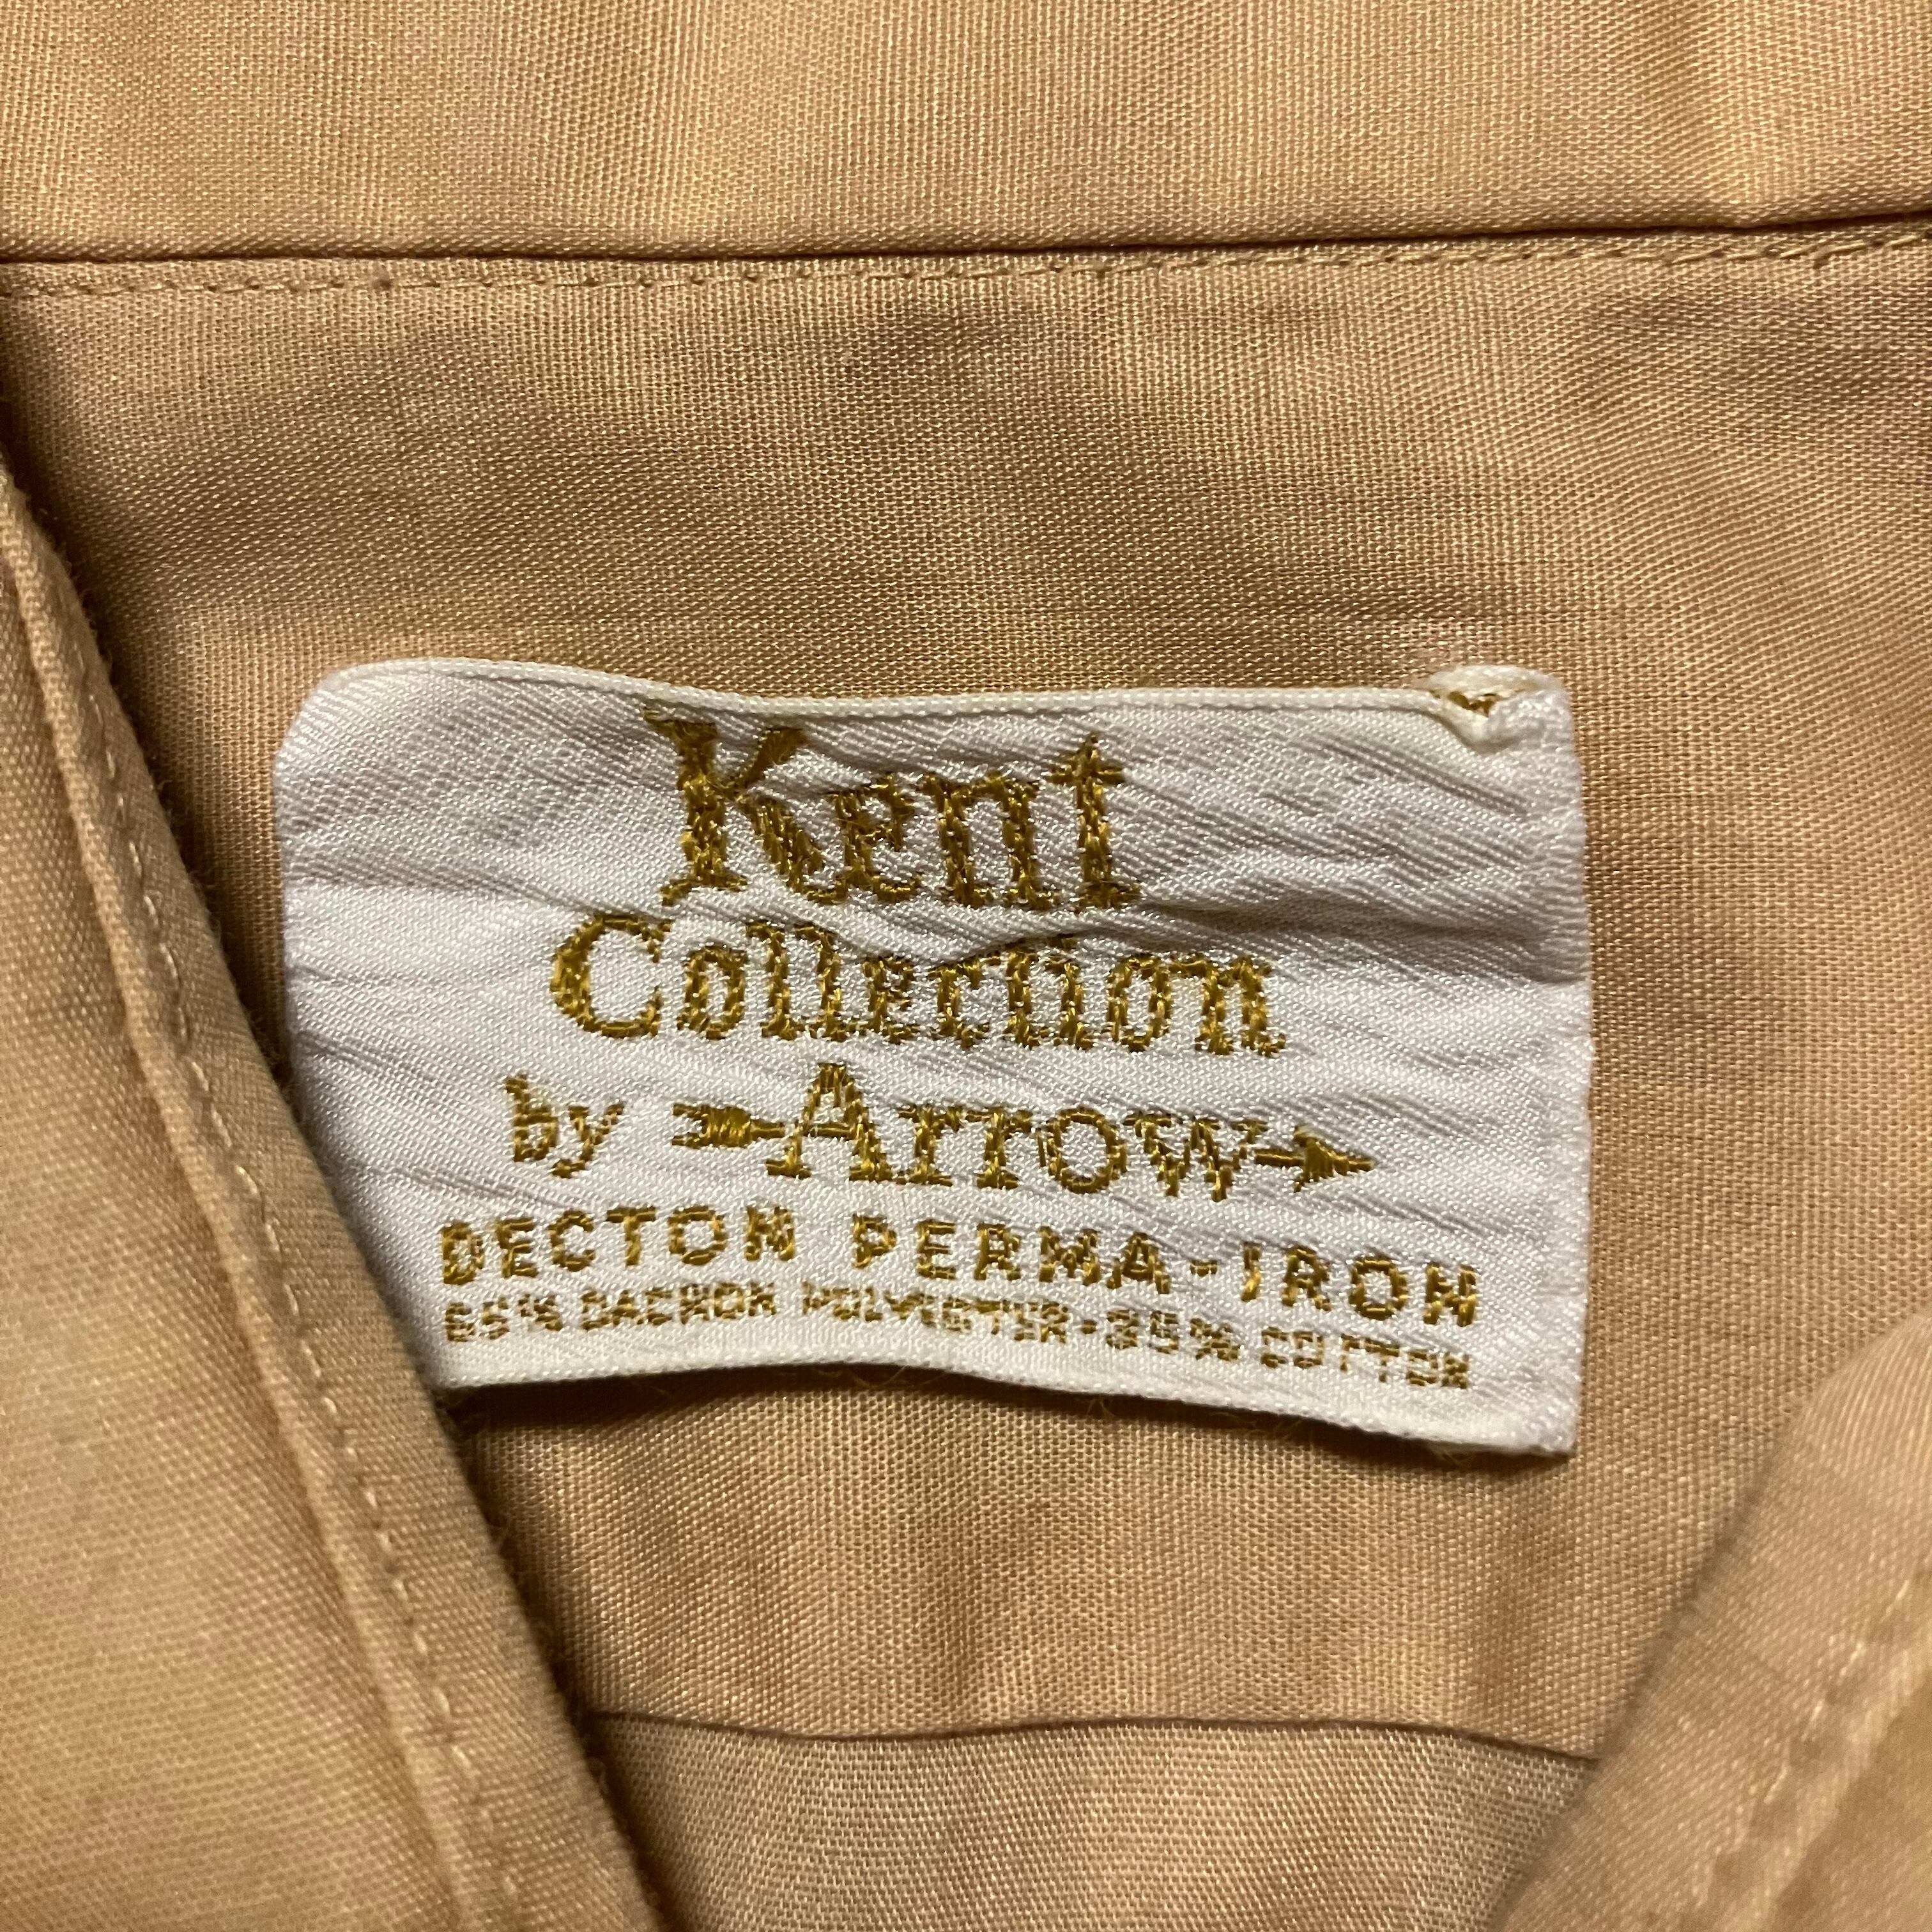 Kent
Collection
by Arrow
DECTON PERMA-IRON
65% DACRON POLYESTER·35% COTTON